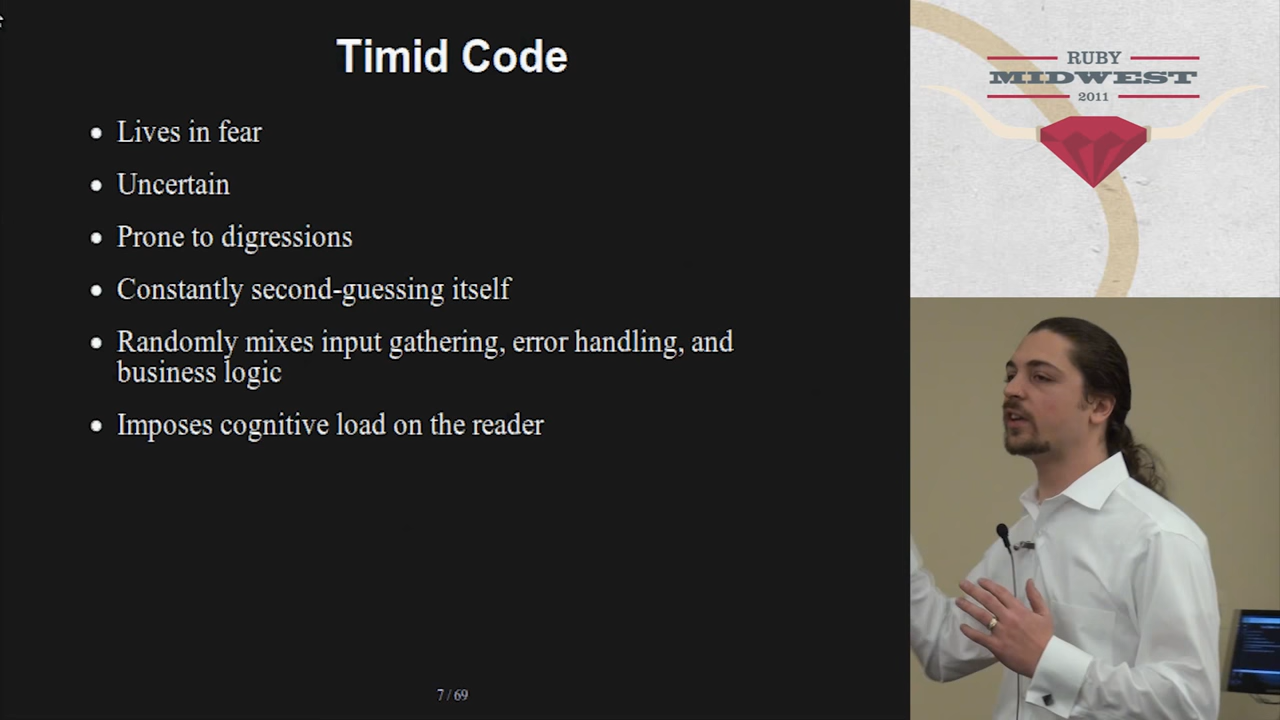 Timid Code
Lives in fear
Uncertain
Prone to digressions
Constantly second-guessing itself
Randomly mixes input gathering, error handling, and
business logic
Imposes cognitive load on the reader
7 / 69
RUBY
MIDWEST
2011